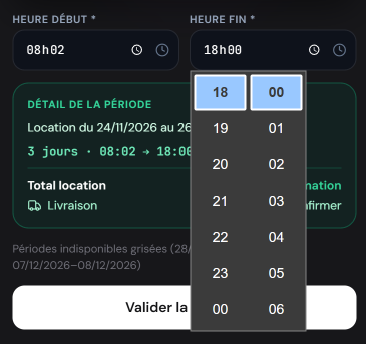 HEURE DÉBUT * HEURE FIN *
08h02 18h00
DÉTAIL DE LA PÉRIODE
Location du 24/11/2026 au 26
3 jours · 08:02 → 18:00
Total location mation
Livraison nfirmer
Périodes indisponibles grisées (28/
07/12/2026–08/12/2026)
Valider la
18 00
19 01
20 02
21 03
22 04
23 05
00 06